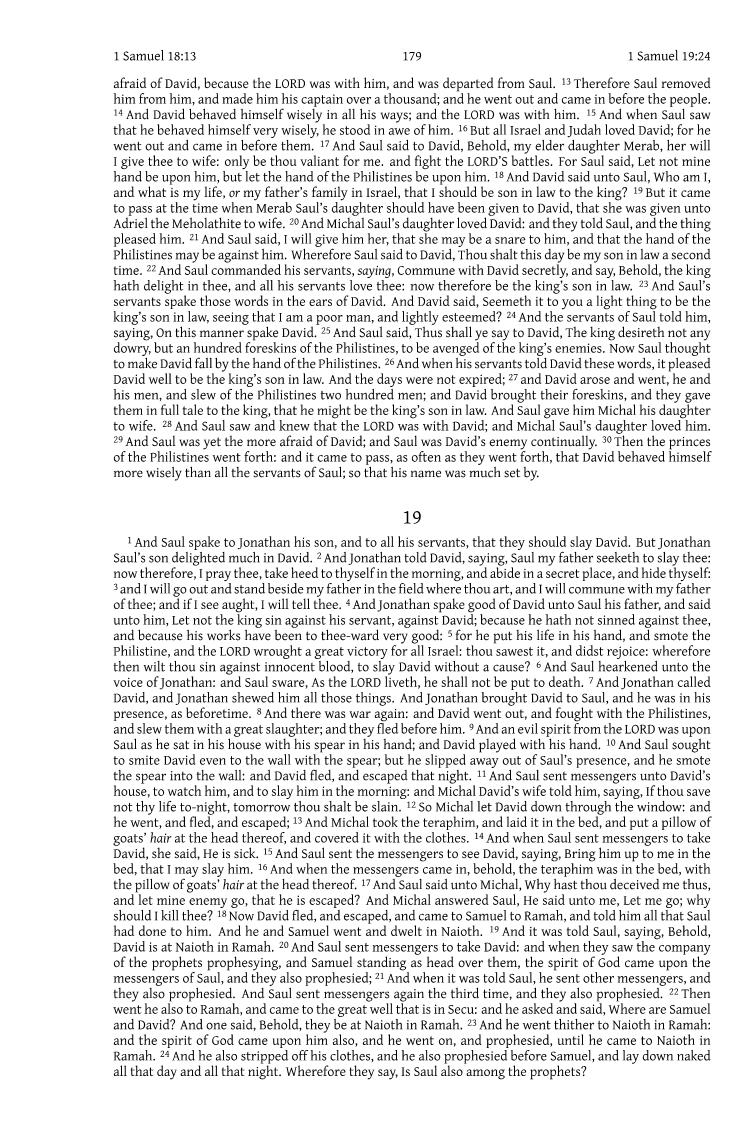 1 Samuel 18:13 179 1 Samuel 19:24
afraid of David, because the LORD was with him, and was departed from Saul. 13 Therefore Saul removed
him from him, and made him his captain over a thousand; and he went out and came in before the people.
14 And David behaved himself wisely in all his ways; and the LORD was with him. 15 And when Saul saw
that he behaved himself very wisely, he stood in awe of him. 16 But all Israel and Judah loved David; for he
went out and came in before them. 17 And Saul said to David, Behold, my elder daughter Merab, her will
I give thee to wife: only be thou valiant for me. and fight the LORD'S battles. For Saul said, Let not mine
hand be upon him, but let the hand of the Philistines be upon him. 18 And David said unto Saul, Who am I,
and what is my life, or my father's family in Israel, that I should be son in law to the king? 19 But it came
to pass at the time when Merab Saul's daughter should have been given to David, that she was given unto
Adriel the Meholathite to wife. 20 And Michal Saul's daughter loved David: and they told Saul, and the thing
pleased him. 21 And Saul said, I will give him her, that she may be a snare to him, and that the hand of the
Philistines may be against him. Wherefore Saul said to David, Thou shalt this day be my son in law a second
time. 22 And Saul commanded his servants, saying, Commune with David secretly, and say, Behold, the king
hath delight in thee, and all his servants love thee: now therefore be the king's son in law. 23 And Saul's
servants spake those words in the ears of David. And David said, Seemeth it to you a light thing to be the
king's son in law, seeing that I am a poor man, and lightly esteemed? 24 And the servants of Saul told him,
saying, On this manner spake David. 25 And Saul said, Thus shall ye say to David, The king desireth not any
dowry, but an hundred foreskins of the Philistines, to be avenged of the king's enemies. Now Saul thought
to make David fall by the hand of the Philistines. 26 And when his servants told David these words, it pleased
David well to be the king's son in law. And the days were not expired; 27 and David arose and went, he and
his men, and slew of the Philistines two hundred men; and David brought their foreskins, and they gave
them in full tale to the king, that he might be the king's son in law. And Saul gave him Michal his daughter
to wife. 28 And Saul saw and knew that the LORD was with David; and Michal Saul's daughter loved him.
29 And Saul was yet the more afraid of David; and Saul was David's enemy continually. 30 Then the princes
of the Philistines went forth: and it came to pass, as often as they went forth, that David behaved himself
more wisely than all the servants of Saul; so that his name was much set by.
19
1 And Saul spake to Jonathan his son, and to all his servants, that they should slay David. But Jonathan
Saul's son delighted much in David. 2 And Jonathan told David, saying, Saul my father seeketh to slay thee:
now therefore, I pray thee, take heed to thyself in the morning, and abide in a secret place, and hide thyself:
3 and I will go out and stand beside my father in the field where thou art, and I will commune with my father
of thee; and if I see aught, I will tell thee. 4 And Jonathan spake good of David unto Saul his father, and said
unto him, Let not the king sin against his servant, against David; because he hath not sinned against thee,
and because his works have been to thee-ward very good: 5 for he put his life in his hand, and smote the
Philistine, and the LORD wrought a great victory for all Israel: thou sawest it, and didst rejoice: wherefore
then wilt thou sin against innocent blood, to slay David without a cause? 6 And Saul hearkened unto the
voice of Jonathan: and Saul sware, As the LORD liveth, he shall not be put to death. 7 And Jonathan called
David, and Jonathan shewed him all those things. And Jonathan brought David to Saul, and he was in his
presence, as beforetime. 8 And there was war again: and David went out, and fought with the Philistines,
and slew them with a great slaughter; and they fled before him. 9 And an evil spirit from the LORD was upon
Saul as he sat in his house with his spear in his hand; and David played with his hand. 10 And Saul sought
to smite David even to the wall with the spear; but he slipped away out of Saul's presence, and he smote
the spear into the wall: and David fled, and escaped that night. 11 And Saul sent messengers unto David's
house, to watch him, and to slay him in the morning: and Michal David's wife told him, saying, If thou save
not thy life to-night, tomorrow thou shalt be slain. 12 So Michal let David down through the window: and
he went, and fled, and escaped; 13 And Michal took the teraphim, and laid it in the bed, and put a pillow of
goats' hair at the head thereof, and covered it with the clothes. 14 And when Saul sent messengers to take
David, she said, He is sick. 15 And Saul sent the messengers to see David, saying, Bring him up to me in the
bed, that I may slay him. 16 And when the messengers came in, behold, the teraphim was in the bed, with
the pillow of goats' hair at the head thereof. 17 And Saul said unto Michal, Why hast thou deceived me thus,
and let mine enemy go, that he is escaped? And Michal answered Saul, He said unto me, Let me go; why
should I kill thee? 18 Now David fled, and escaped, and came to Samuel to Ramah, and told him all that Saul
had done to him. And he and Samuel went and dwelt in Naioth. 19 And it was told Saul, saying, Behold,
David is at Naioth in Ramah. 20 And Saul sent messengers to take David: and when they saw the company
of the prophets prophesying, and Samuel standing as head over them, the spirit of God came upon the
messengers of Saul, and they also prophesied; 21 And when it was told Saul, he sent other messengers, and
they also prophesied. And Saul sent messengers again the third time, and they also prophesied. 22 Then
went he also to Ramah, and came to the great well that is in Secu: and he asked and said, Where are Samuel
and David? And one said, Behold, they be at Naioth in Ramah. 23 And he went thither to Naioth in Ramah:
and the spirit of God came upon him also, and he went on, and prophesied, until he came to Naioth in
Ramah. 24 And he also stripped off his clothes, and he also prophesied before Samuel, and lay down naked
all that day and all that night. Wherefore they say, Is Saul also among the prophets?